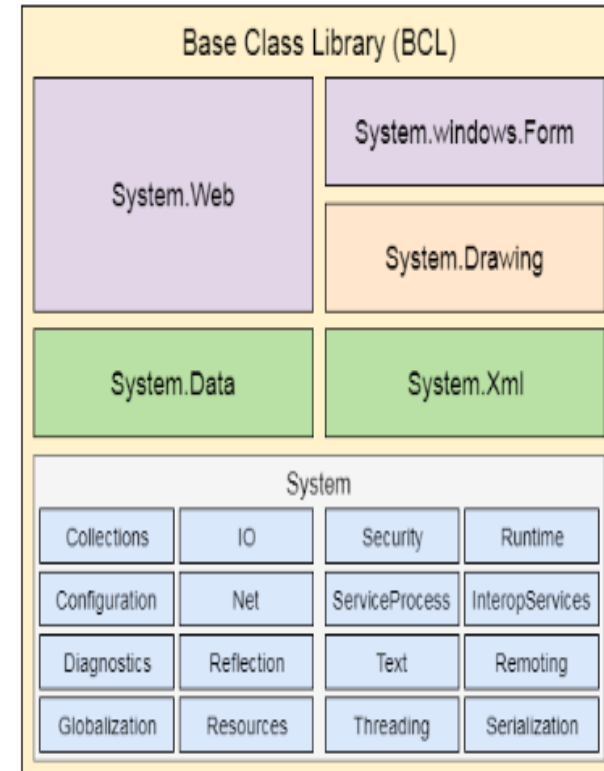 Base Class Library (BCL)
System.Web
System.windows.Form
System.Drawing
System.Data
System.Xml
System
Collections
IO
Security
Runtime
Configuration
Net
ServiceProcess
InteropServices
Diagnostics
Reflection
Text
Remoting
Globalization
Resources
Threading
Serialization